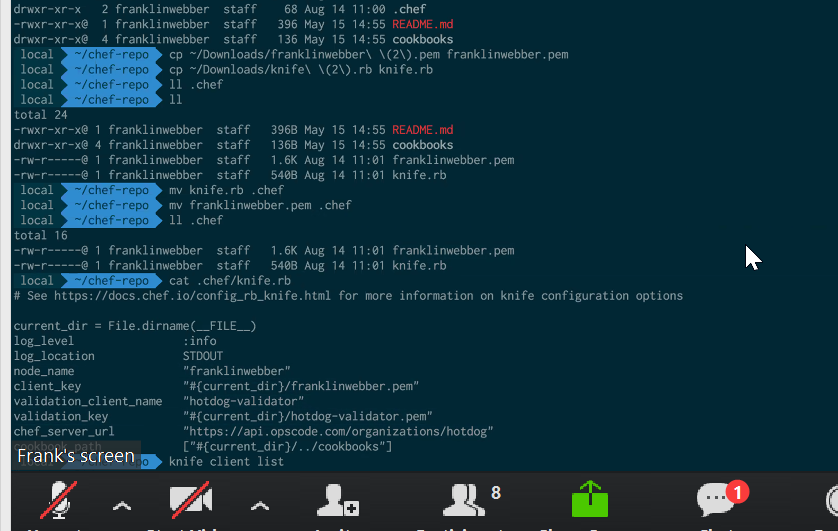 drwxr-xr-x   2 franklinwebber  staff    68 Aug 14 11:00 .chef
-rwxr-xr-x@  1 franklinwebber  staff   396 May 15 14:55 README.md
drwxr-xr-x@  4 franklinwebber  staff   136 May 15 14:55 cookbooks
local ~/chef-repo cp ~/Downloads/franklinwebber\ \(2\).pem franklinwebber.pem
local ~/chef-repo cp ~/Downloads/knife\ \(2\).rb knife.rb
local ~/chef-repo ll .chef
local ~/chef-repo ll
total 24
-rwxr-xr-x@ 1 franklinwebber  staff   396B May 15 14:55 README.md
drwxr-xr-x@ 4 franklinwebber  staff   136B May 15 14:55 cookbooks
-rw-r-----@ 1 franklinwebber  staff   1.6K Aug 14 11:01 franklinwebber.pem
-rw-r-----@ 1 franklinwebber  staff   540B Aug 14 11:01 knife.rb
local ~/chef-repo mv knife.rb .chef
local ~/chef-repo mv franklinwebber.pem .chef
local ~/chef-repo ll .chef
total 16
-rw-r-----@ 1 franklinwebber  staff   1.6K Aug 14 11:01 franklinwebber.pem
-rw-r-----@ 1 franklinwebber  staff   540B Aug 14 11:01 knife.rb
local ~/chef-repo cat .chef/knife.rb
# See https://docs.chef.io/config_rb_knife.html for more information on knife configuration options
current_dir = File.dirname(__FILE__)
log_level                :info
log_location             STDOUT
node_name                "franklinwebber"
client_key               "#{current_dir}/franklinwebber.pem"
validation_client_name   "hotdog-validator"
validation_key           "#{current_dir}/hotdog-validator.pem"
chef_server_url          "https://api.opscode.com/organizations/hotdog"
cookbook_path            ["#{current_dir}/../cookbooks"]
Frank's screen
~/chef-repo knife client list
8
1